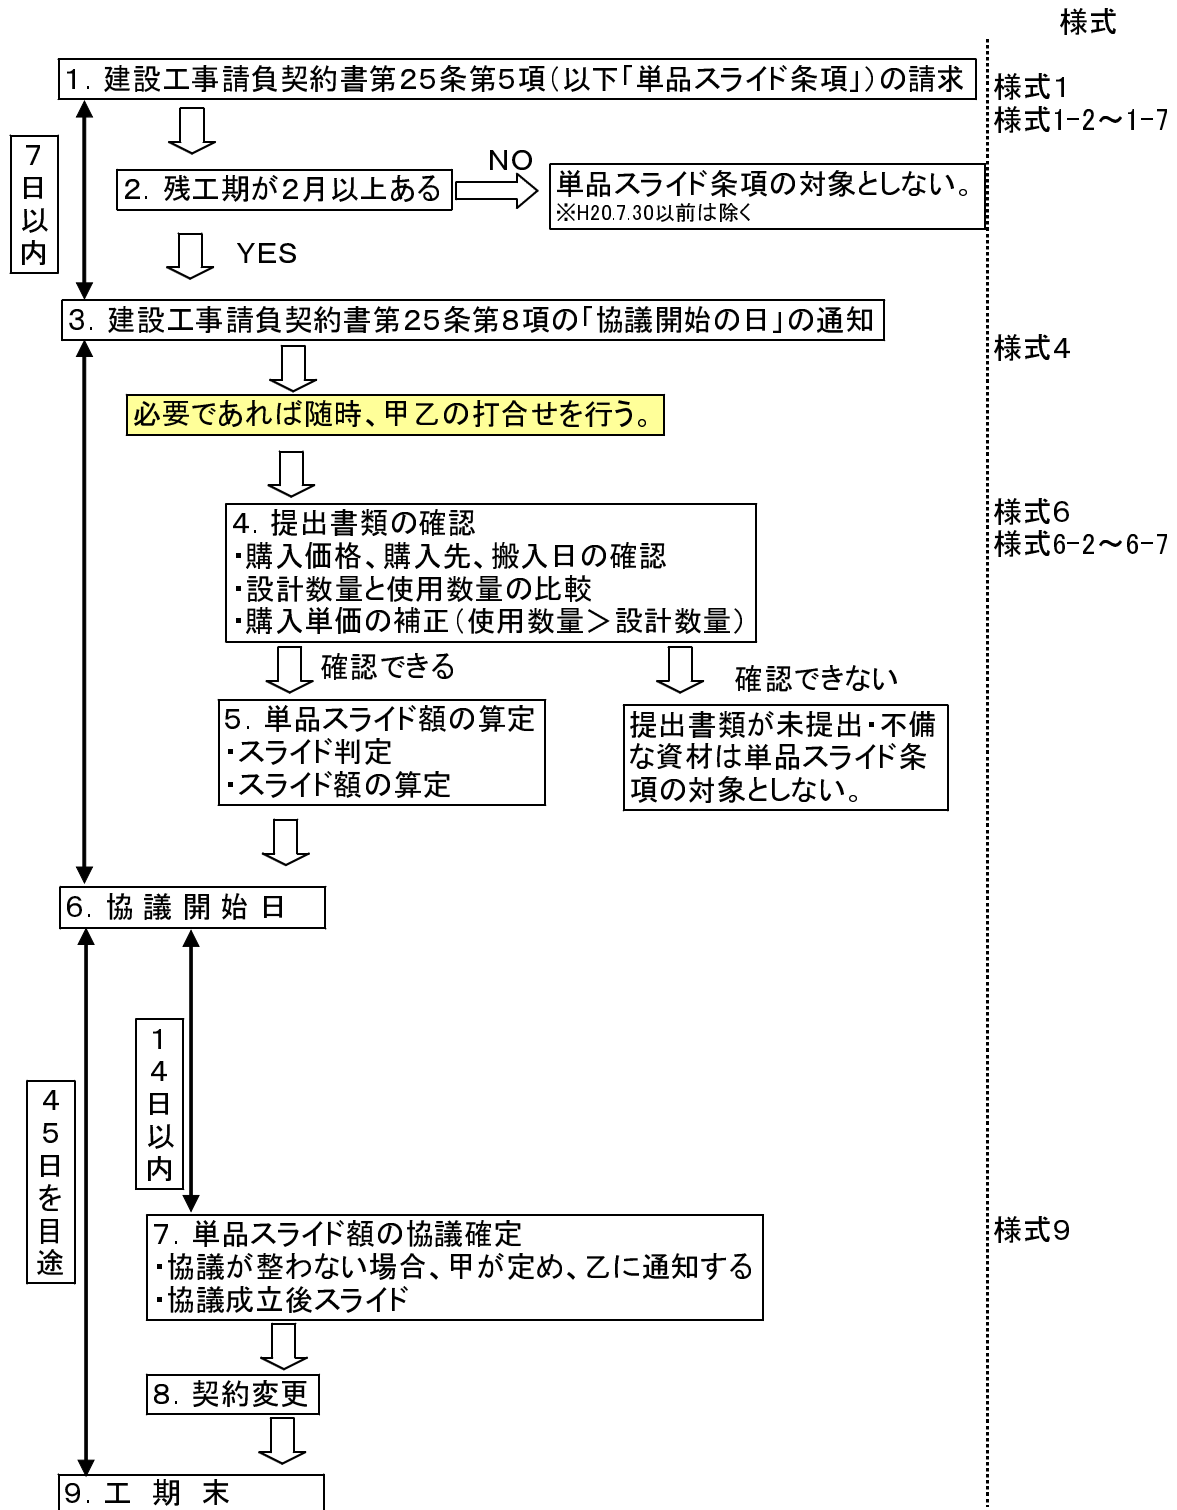 様式
1．建設工事請負契約書第25条第5項（以下「単品スライド条項」）の請求
様式1
様式1-2～1-7
7日以内
2．残工期が2月以上ある
NO
単品スライド条項の対象としない。
※H20.7.30以前は除く
YES
3．建設工事請負契約書第25条第8項の「協議開始の日」の通知
様式4
必要であれば随時、甲乙の打合せを行う。
4．提出書類の確認
・購入価格、購入先、搬入日の確認
・設計数量と使用数量の比較
・購入単価の補正（使用数量＞設計数量）
様式6
様式6-2～6-7
確認できる
確認できない
5．単品スライド額の算定
・スライド判定
・スライド額の算定
提出書類が未提出・不備
な資材は単品スライド条
項の対象としない。
6．協議開始日
14日以内
45日を目途
7．単品スライド額の協議確定
・協議が整わない場合、甲が定め、乙に通知する
・協議成立後スライド
様式9
8．契約変更
9．工期末